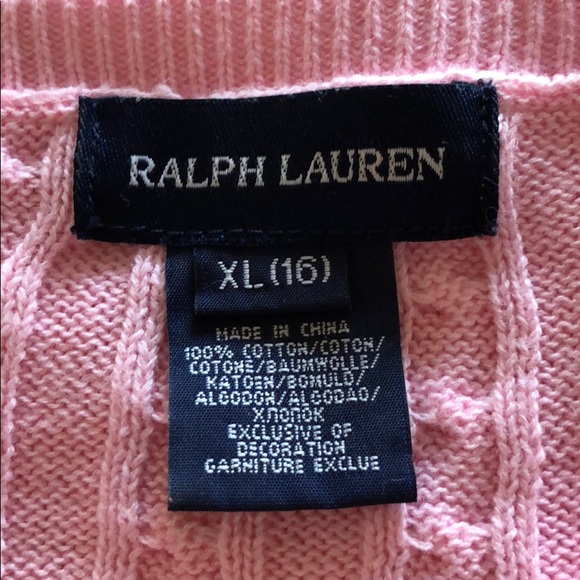 RALPH LAUREN
XL (16)
MADE IN CHINA
100% COTTON/COTON/
COTONE/BAUMWOLLE/
KATOEN/BOMULD/
ALGODON/ALGODAO/
ХЛОПОК
EXCLUSIVE OF
DECORATION
GARNITURE EXCLUE